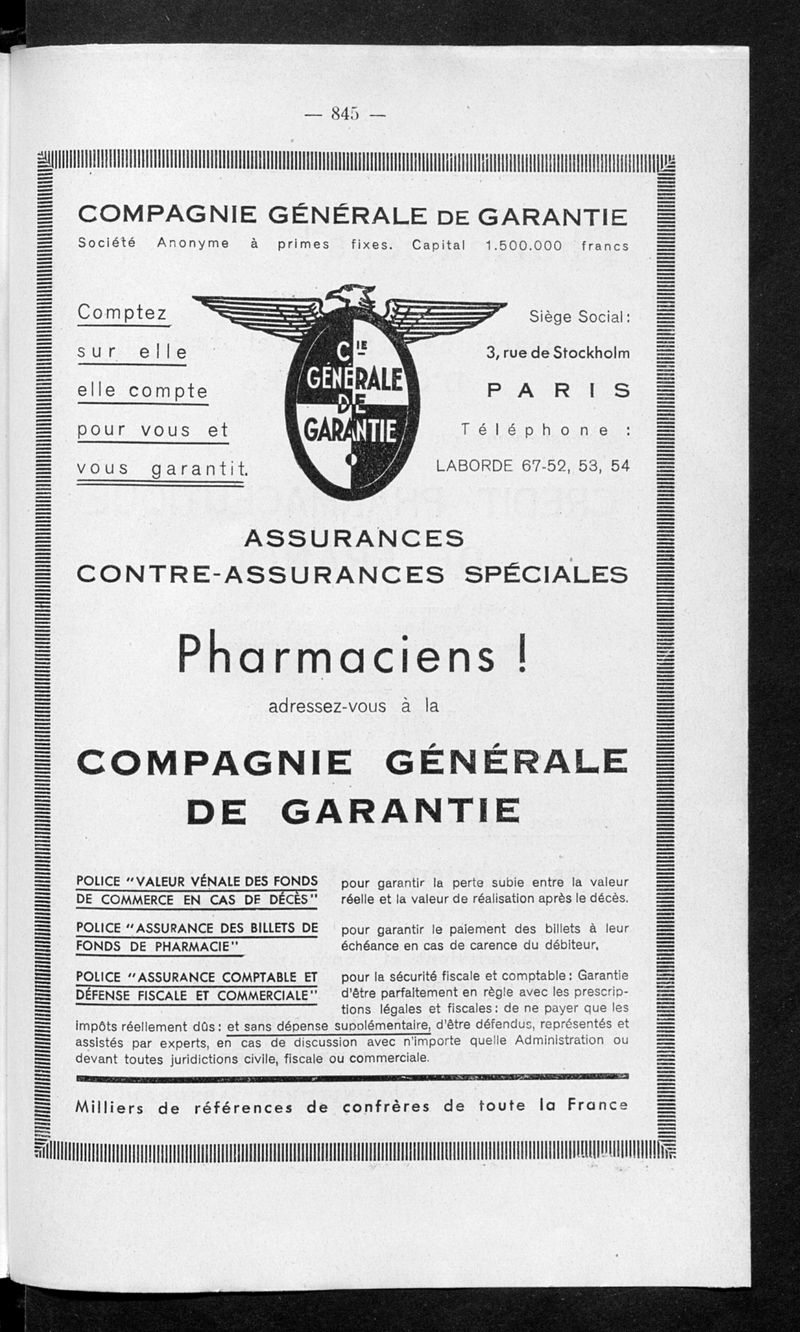 — 845 —
COMPAGNIE GÉNÉRALE DE GARANTIE
Société Anonyme à primes fixes. Capital 1.500.000 francs
Comptez
sur elle
elle compte
pour vous et
vous garantit.
CIE
GÉNÉRALE
DE
GARANTIE
Siège Social :
3, rue de Stockholm
PARIS
Téléphone :
LABORDE 67-52, 53, 54
ASSURANCES
CONTRE-ASSURANCES SPÉCIALES
Pharmaciens !
adressez-vous à la
COMPAGNIE GÉNÉRALE
DE GARANTIE
POLICE "VALEUR VÉNALE DES FONDS
DE COMMERCE EN CAS DE DÉCÈS"
pour garantir la perte subie entre la valeur
réelle et la valeur de réalisation après le décès.
POLICE "ASSURANCE DES BILLETS DE
FONDS DE PHARMACIE"
pour garantir le paiement des billets à leur
échéance en cas de carence du débiteur.
POLICE "ASSURANCE COMPTABLE ET
DÉFENSE FISCALE ET COMMERCIALE"
pour la sécurité fiscale et comptable : Garantie
d'être parfaitement en règle avec les prescrip-
tions légales et fiscales : de ne payer que les
impôts réellement dûs : et sans dépense supplémentaire, d'être défendus, représentés et
assistés par experts, en cas de discussion avec n'importe quelle Administration ou
devant toutes juridictions civile, fiscale ou commerciale.
Milliers de références de confrères de toute la France